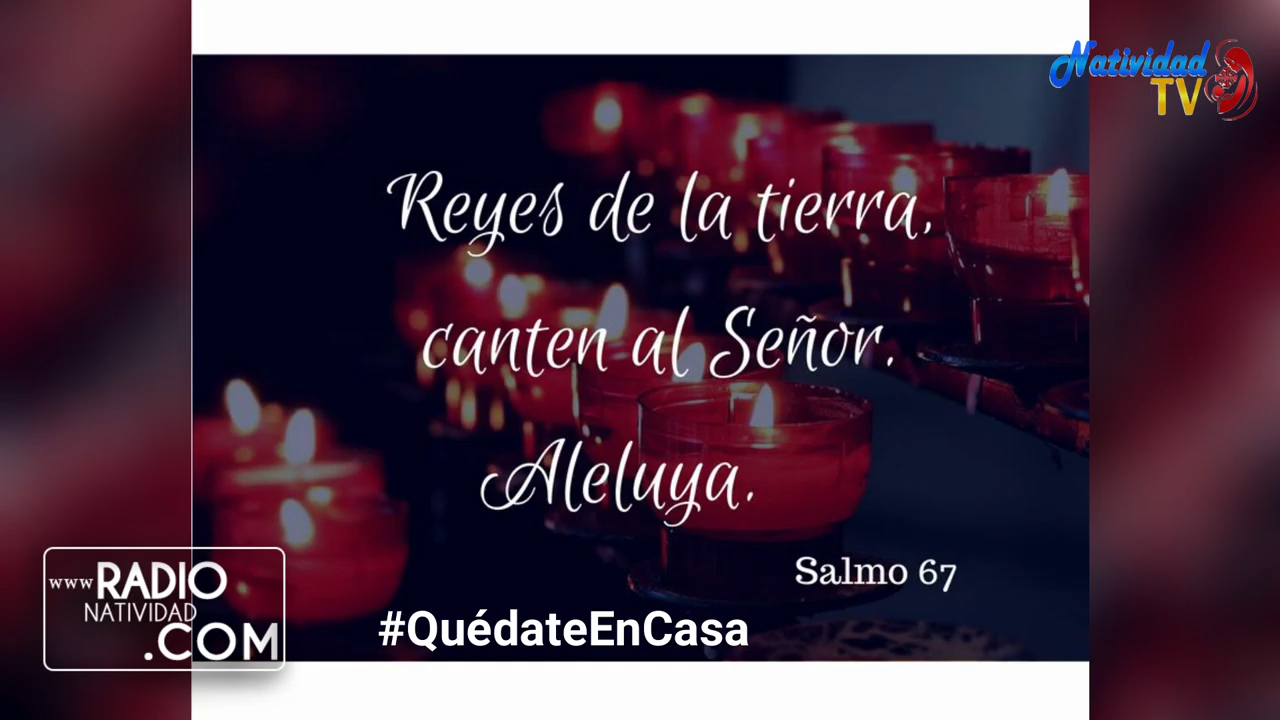 Natividad
TV
Reyes de la tierra,
canten al Señor.
Aleluya.
Salmo 67
#QuédateEnCasa
www RADIO
NATIVIDAD
.COM